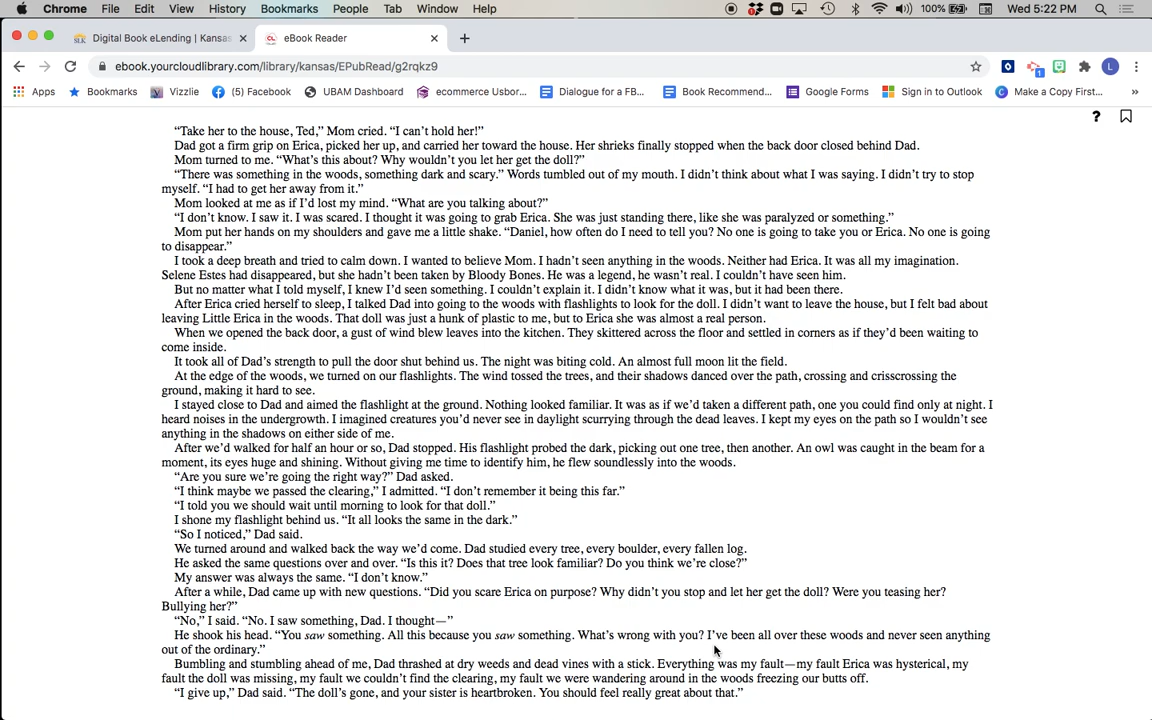 Chrome File Edit View History Bookmarks People Tab Window Help 100% Wed 5:22 PM
Digital Book eLending | Kansas eBook Reader
ebook.yourcloudlibrary.com/library/kansas/EPubRead/g2rqkz9
Apps Bookmarks Vizzlie (5) Facebook UBAM Dashboard ecommerce Usbor... Dialogue for a FB... Book Recommend... Google Forms Sign in to Outlook Make a Copy First... »
“Take her to the house, Ted,” Mom cried. “I can’t hold her!”
Dad got a firm grip on Erica, picked her up, and carried her toward the house. Her shrieks finally stopped when the back door closed behind Dad.
Mom turned to me. “What’s this about? Why wouldn’t you let her get the doll?”
“There was something in the woods, something dark and scary.” Words tumbled out of my mouth. I didn’t think about what I was saying. I didn’t try to stop
myself. “I had to get her away from it.”
Mom looked at me as if I’d lost my mind. “What are you talking about?”
“I don’t know. I saw it. I was scared. I thought it was going to grab Erica. She was just standing there, like she was paralyzed or something.”
Mom put her hands on my shoulders and gave me a little shake. “Daniel, how often do I need to tell you? No one is going to take you or Erica. No one is going
to disappear.”
I took a deep breath and tried to calm down. I wanted to believe Mom. I hadn’t seen anything in the woods. Neither had Erica. It was all my imagination.
Selene Estes had disappeared, but she hadn’t been taken by Bloody Bones. He was a legend, he wasn’t real. I couldn’t have seen him.
But no matter what I told myself, I knew I’d seen something. I couldn’t explain it. I didn’t know what it was, but it had been there.
After Erica cried herself to sleep, I talked Dad into going to the woods with flashlights to look for the doll. I didn’t want to leave the house, but I felt bad about
leaving Little Erica in the woods. That doll was just a hunk of plastic to me, but to Erica she was almost a real person.
When we opened the back door, a gust of wind blew leaves into the kitchen. They skittered across the floor and settled in corners as if they’d been waiting to
come inside.
It took all of Dad’s strength to pull the door shut behind us. The night was biting cold. An almost full moon lit the field.
At the edge of the woods, we turned on our flashlights. The wind tossed the trees, and their shadows danced over the path, crossing and crisscrossing the
ground, making it hard to see.
I stayed close to Dad and aimed the flashlight at the ground. Nothing looked familiar. It was as if we’d taken a different path, one you could find only at night. I
heard noises in the undergrowth. I imagined creatures you’d never see in daylight scurrying through the dead leaves. I kept my eyes on the path so I wouldn’t see
anything in the shadows on either side of me.
After we’d walked for half an hour or so, Dad stopped. His flashlight probed the dark, picking out one tree, then another. An owl was caught in the beam for a
moment, its eyes huge and shining. Without giving me time to identify him, he flew soundlessly into the woods.
“Are you sure we’re going the right way?” Dad asked.
“I think maybe we passed the clearing,” I admitted. “I don’t remember it being this far.”
“I told you we should wait until morning to look for that doll.”
I shone my flashlight behind us. “It all looks the same in the dark.”
“So I noticed,” Dad said.
We turned around and walked back the way we’d come. Dad studied every tree, every boulder, every fallen log.
He asked the same questions over and over. “Is this it? Does that tree look familiar? Do you think we’re close?”
My answer was always the same. “I don’t know.”
After a while, Dad came up with new questions. “Did you scare Erica on purpose? Why didn’t you stop and let her get the doll? Were you teasing her?
Bullying her?”
“No,” I said. “No. I saw something, Dad. I thought—”
He shook his head. “You saw something. All this because you saw something. What’s wrong with you? I’ve been all over these woods and never seen anything
out of the ordinary.”
Bumbling and stumbling ahead of me, Dad thrashed at dry weeds and dead vines with a stick. Everything was my fault—my fault Erica was hysterical, my
fault the doll was missing, my fault we couldn’t find the clearing, my fault we were wandering around in the woods freezing our butts off.
“I give up,” Dad said. “The doll’s gone, and your sister is heartbroken. You should feel really great about that.”